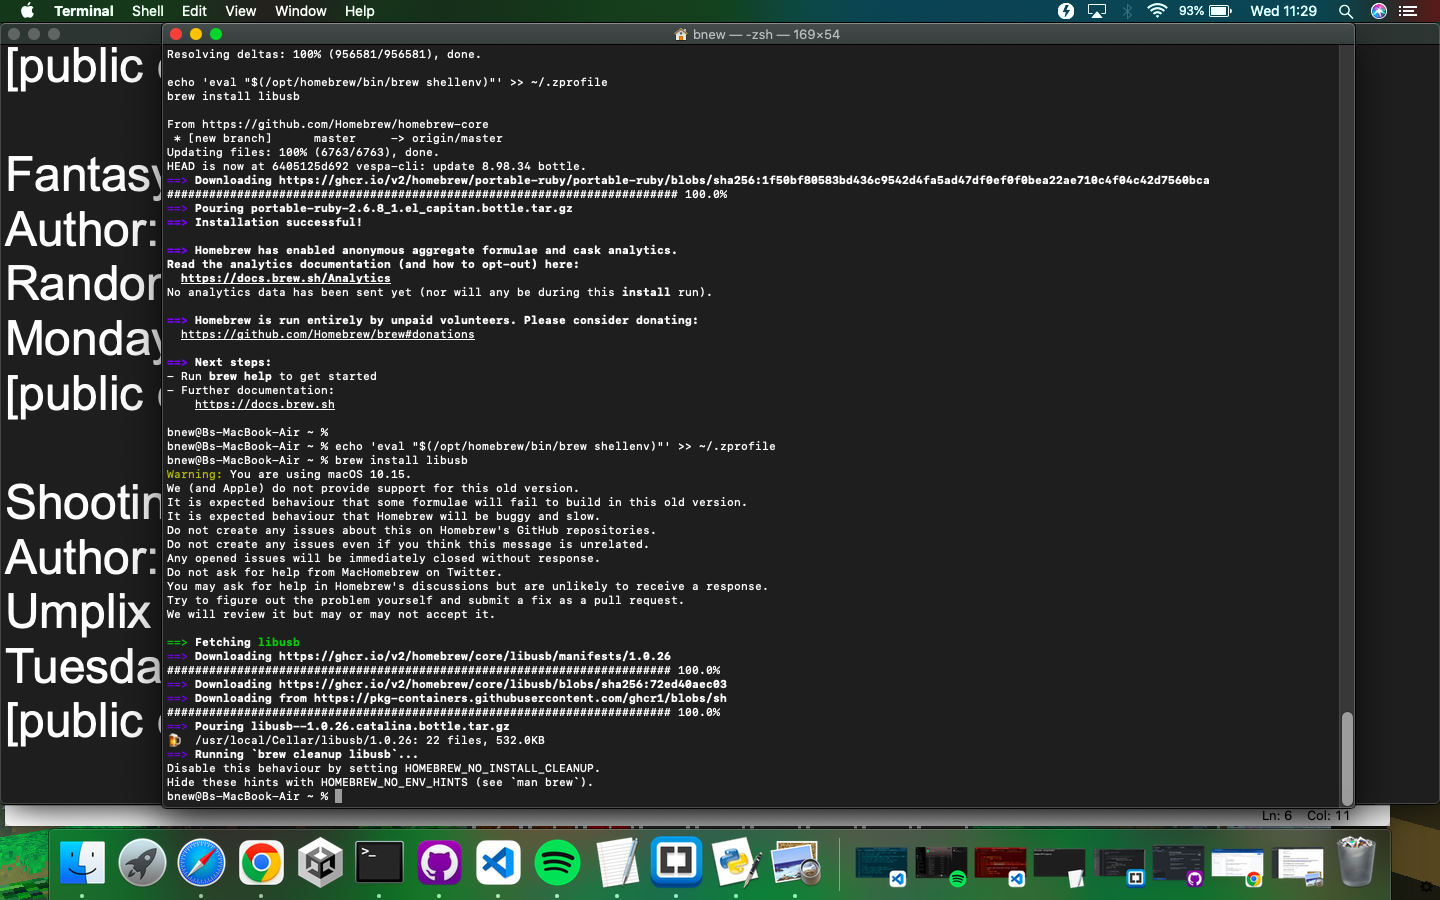 Terminal Shell Edit View Window Help 93% Wed 11:29
bnew — -zsh — 169×54
[public
Fantasy
Author:
Random
Monday
[public
Shootin
Author:
Umplix
Tuesda
[public
Resolving deltas: 100% (956581/956581), done.
echo 'eval "$(/opt/homebrew/bin/brew shellenv)"' >> ~/.zprofile
brew install libusb
From https://github.com/Homebrew/homebrew-core
* [new branch] master -> origin/master
Updating files: 100% (6763/6763), done.
HEAD is now at 6405125d692 vespa-cli: update 8.98.34 bottle.
==> Downloading https://ghcr.io/v2/homebrew/portable-ruby/portable-ruby/blobs/sha256:1f50bf80583bd436c9542d4fa5ad47df0ef0f0bea22ae710c4f04c42d7560bca
######################################################################### 100.0%
==> Pouring portable-ruby-2.6.8_1.el_capitan.bottle.tar.gz
==> Installation successful!
==> Homebrew has enabled anonymous aggregate formulae and cask analytics.
Read the analytics documentation (and how to opt-out) here:
https://docs.brew.sh/Analytics
No analytics data has been sent yet (nor will any be during this install run).
==> Homebrew is run entirely by unpaid volunteers. Please consider donating:
https://github.com/Homebrew/brew#donations
==> Next steps:
- Run brew help to get started
- Further documentation:
https://docs.brew.sh
bnew@Bs-MacBook-Air ~ %
bnew@Bs-MacBook-Air ~ % echo 'eval "$(/opt/homebrew/bin/brew shellenv)"' >> ~/.zprofile
bnew@Bs-MacBook-Air ~ % brew install libusb
Warning: You are using macOS 10.15.
We (and Apple) do not provide support for this old version.
It is expected behaviour that some formulae will fail to build in this old version.
It is expected behaviour that Homebrew will be buggy and slow.
Do not create any issues about this on Homebrew's GitHub repositories.
Do not create any issues even if you think this message is unrelated.
Any opened issues will be immediately closed without response.
Do not ask for help from MacHomebrew on Twitter.
You may ask for help in Homebrew's discussions but are unlikely to receive a response.
Try to figure out the problem yourself and submit a fix as a pull request.
We will review it but may or may not accept it.
==> Fetching libusb
==> Downloading https://ghcr.io/v2/homebrew/core/libusb/manifests/1.0.26
######################################################################## 100.0%
==> Downloading https://ghcr.io/v2/homebrew/core/libusb/blobs/sha256:72ed40aec03
==> Downloading from https://pkg-containers.githubusercontent.com/ghcr1/blobs/sh
######################################################################## 100.0%
==> Pouring libusb--1.0.26.catalina.bottle.tar.gz
🍺 /usr/local/Cellar/libusb/1.0.26: 22 files, 532.0KB
==> Running `brew cleanup libusb`...
Disable this behaviour by setting HOMEBREW_NO_INSTALL_CLEANUP.
Hide these hints with HOMEBREW_NO_ENV_HINTS (see `man brew`).
bnew@Bs-MacBook-Air ~ %
Ln: 6 Col: 11
>_